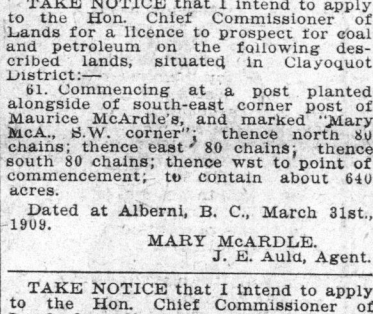 TAKE NOTICE that I intend to apply
to the Hon. Chief Commissioner of
Lands for a licence to prospect for coal
and petroleum on the following des-
cribed lands, situated in Clayoquot
District:—
61. Commencing at a post planted
alongside of south-east corner post of
Maurice McArdle's, and marked "Mary
McA., S.W. corner"; thence north 80
chains; thence east 80 chains; thence
south 80 chains; thence wst to point of
commencement; to contain about 640
acres.
Dated at Alberni, B. C., March 31st.,
1909.
MARY McARDLE.
J. E. Auld, Agent.
TAKE NOTICE that I intend to apply
to the Hon. Chief Commissioner of